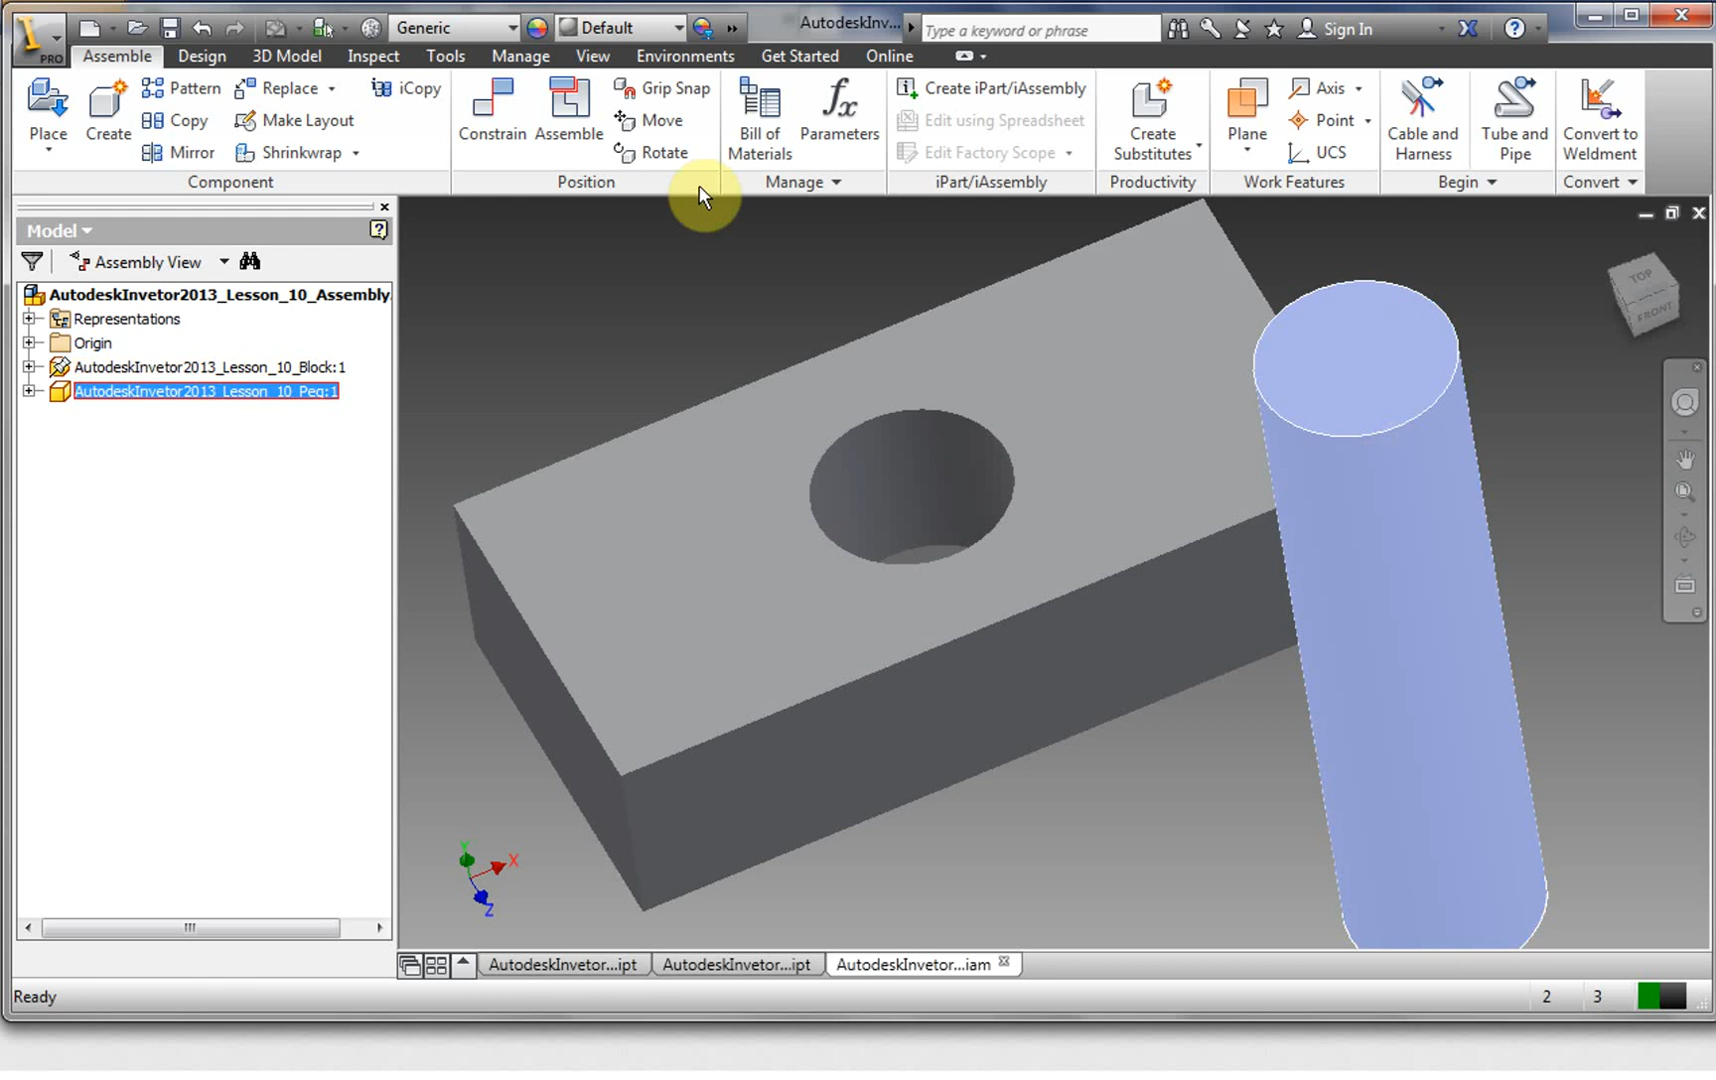 PRO
Generic
Default
AutodeskInv...
Type a keyword or phrase
Sign In
Assemble Design 3D Model Inspect Tools Manage View Environments Get Started Online
Place
Create
Pattern
Copy
Mirror
Replace
Make Layout
Shrinkwrap
iCopy
Component
Constrain
Assemble
Grip Snap
Move
Rotate
Position
Bill of
Materials
Parameters
Manage
Create iPart/iAssembly
Edit using Spreadsheet
Edit Factory Scope
iPart/iAssembly
Create
Substitutes
Productivity
Plane
Axis
Point
UCS
Work Features
Cable and
Harness
Tube and
Pipe
Begin
Convert to
Weldment
Convert
Model
Assembly View
AutodeskInvetor2013_Lesson_10_Assembly.
Representations
Origin
AutodeskInvetor2013_Lesson_10_Block:1
AutodeskInvetor2013_Lesson_10_Peg:1
TOP
FRONT
Y
X
Z
AutodeskInvetor...ipt
AutodeskInvetor...ipt
AutodeskInvetor...iam
Ready
2 3